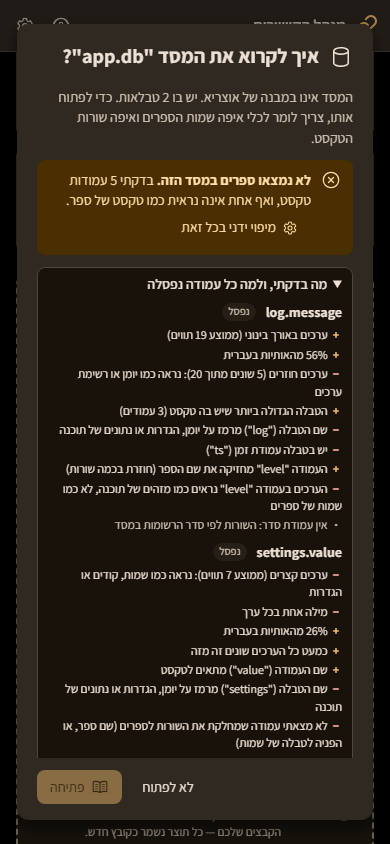 מנהל הקישורים
איך לקרוא את המסד "app.db"?
המסד אינו במבנה של אוצריא. יש בו 2 טבלאות. כדי לפתוח
אותו, צריך לומר לכלי איפה שמות הספרים ואיפה שורות
הטקסט.
לא נמצאו ספרים במסד הזה. בדקתי 5 עמודות
טקסט, ואף אחת אינה נראית כמו טקסט של ספר.
מיפוי ידני בכל זאת
▼ מה בדקתי, ולמה כל עמודה נפסלה
log.message נפסל
+ ערכים באורך בינוני (ממוצע 19 תווים)
+ 56% מהאותיות בעברית
− ערכים חוזרים (5 שונים מתוך 20): נראה כמו יומן או רשימת
ערכים
+ הטבלה הגדולה ביותר שיש בה טקסט (3 עמודים)
− שם הטבלה ("log") מרמז על יומן, הגדרות או נתונים של תוכנה
− יש בטבלה עמודת זמן ("ts")
+ העמודה "level" מחזיקה את שם הספר (חוזרת בכמה שורות)
− הערכים בעמודה "level" נראים כמו מזהים של תוכנה, לא כמו
שמות של ספרים
· אין עמודת סדר: השורות לפי סדר הרשומות במסד
settings.value נפסל
− ערכים קצרים (ממוצע 7 תווים): נראה כמו שמות, קודים או
הגדרות
− מילה אחת בכל ערך
+ 26% מהאותיות בעברית
+ כמעט כל הערכים שונים זה מזה
+ שם העמודה ("value") מתאים לטקסט
− שם הטבלה ("settings") מרמז על יומן, הגדרות או נתונים של
תוכנה
− לא מצאתי עמודה שמחלקת את השורות לספרים (שם ספר, או
הפניה לטבלה של שמות)
לא לפתוח
פתיחה
הקבצים שלכם — כל תוצר נשמר כקובץ חדש.